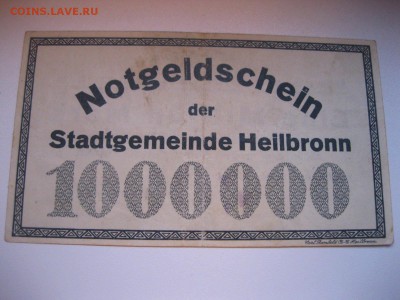 COINS.LAVE.RU
Notgeldschein
der
Stadtgemeinde Heilbronn
1000000